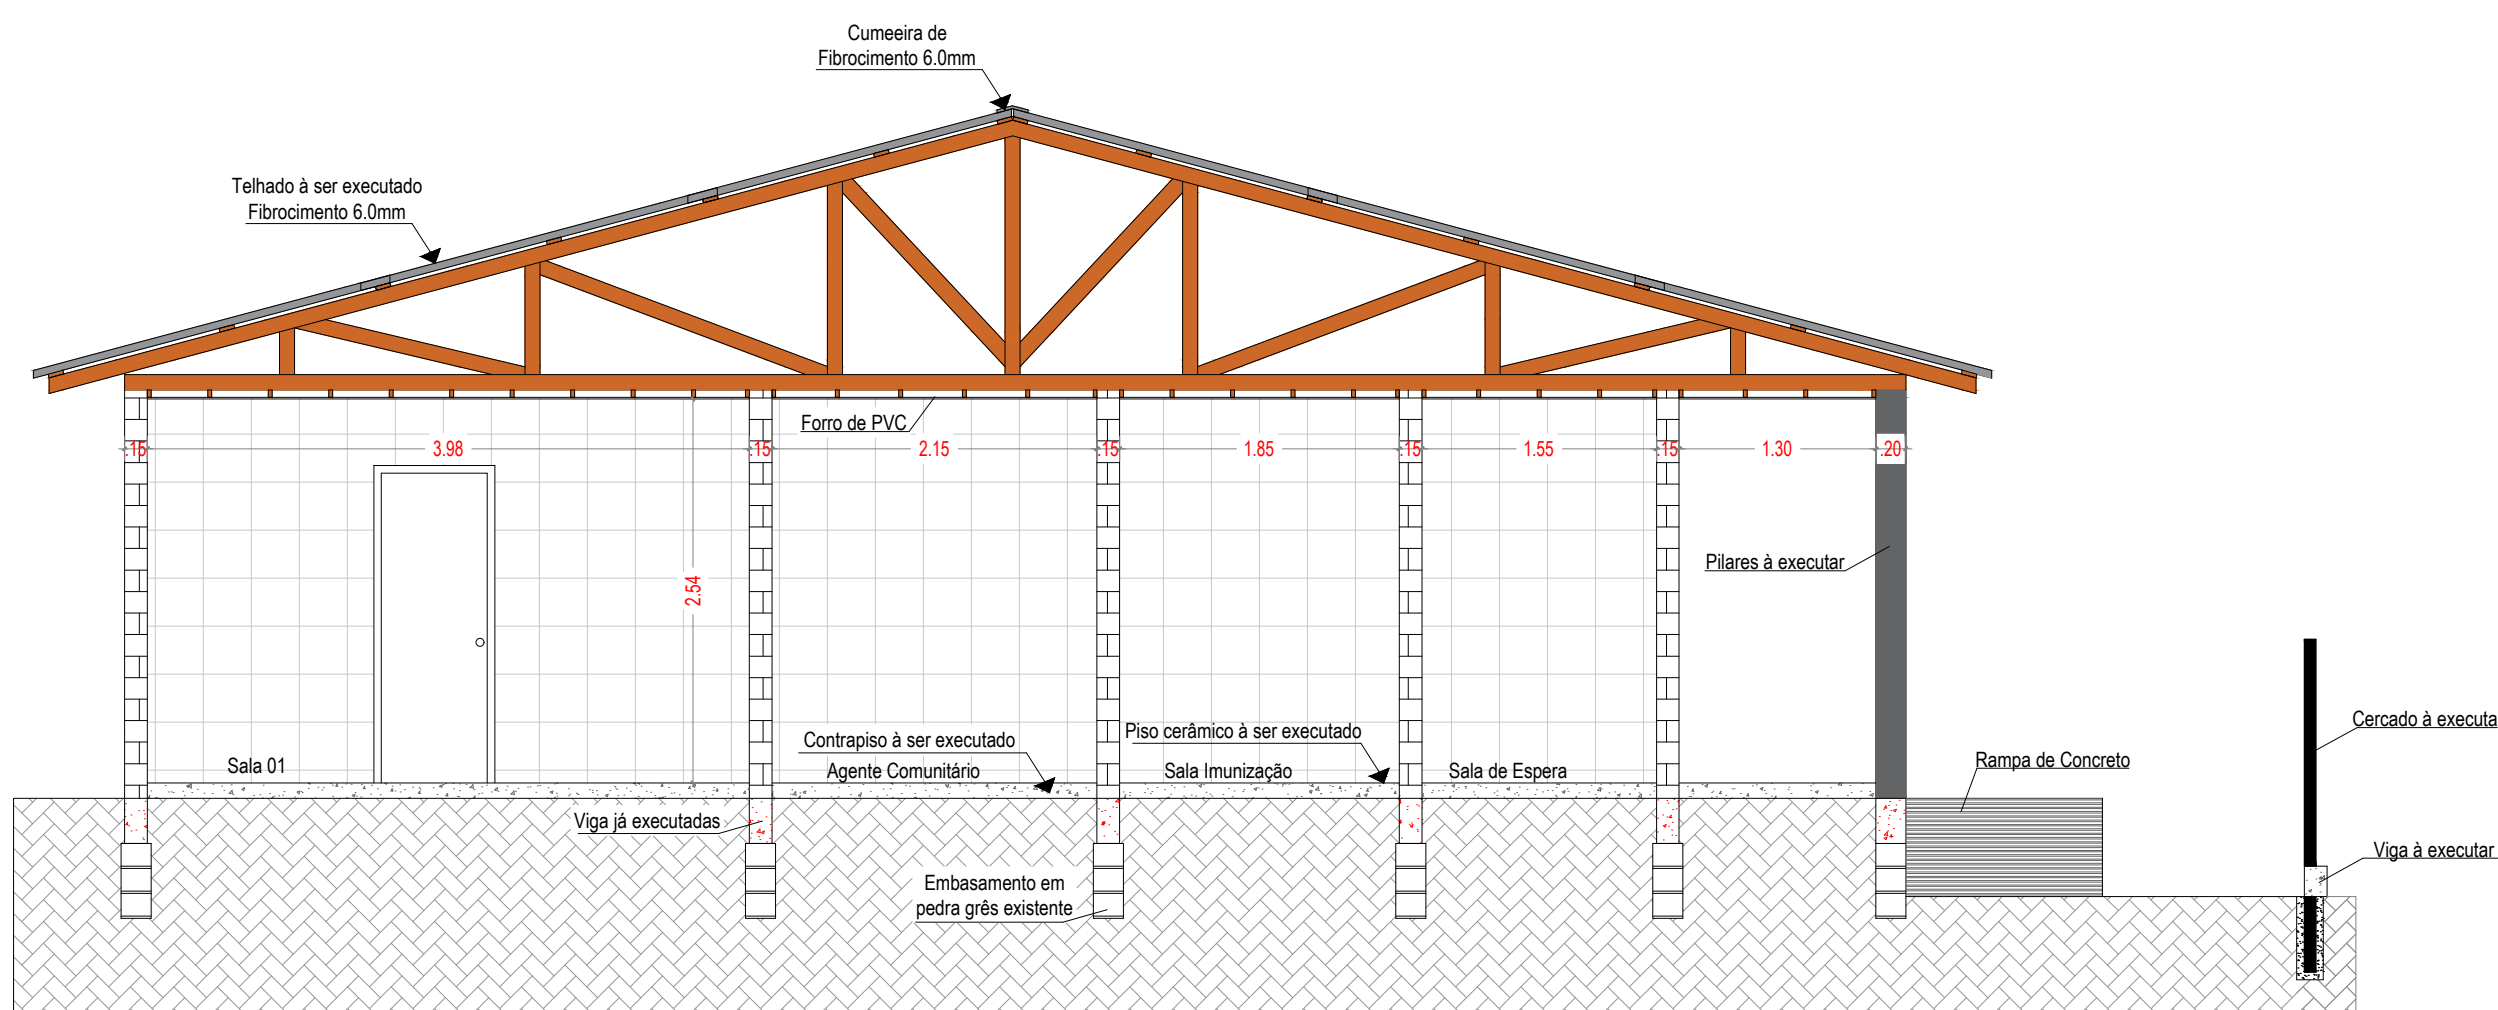 Cumeeira de
Fibrocimento 6.0mm
Telhado à ser executado
Fibrocimento 6.0mm
Forro de PVC
.15
3.98
.15
2.15
.15
1.85
.15
1.55
.15
1.30
.20
2.54
Pilares à executar
Cercado à executa
Piso cerâmico à ser executado
Contrapiso à ser executado
Rampa de Concreto
Sala 01
Agente Comunitário
Sala Imunização
Sala de Espera
Viga já executadas
Viga à executar
Embasamento em
pedra grês existente